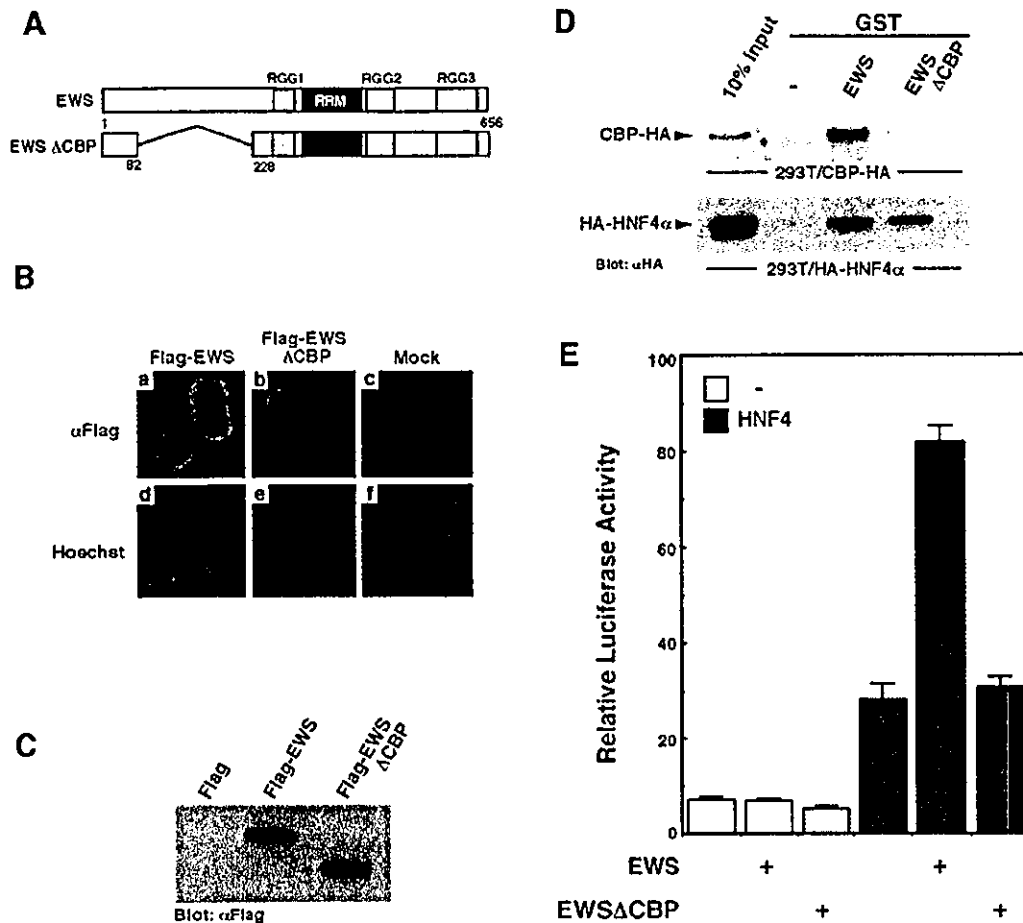 A
RGG1 RGG2 RGG3
EWS RRM
1 656
EWS ΔCBP
82 228
B
Flag-EWS Flag-EWS ΔCBP Mock
a b c
αFlag
d e f
Hoechst
C
Flag Flag-EWS Flag-EWS ΔCBP
Blot: αFlag
D
GST
10% Input - EWS EWS ΔCBP
CBP-HA
293T/CBP-HA
HA-HNF4α
Blot: αHA 293T/HA-HNF4α
E
Relative Luciferase Activity
100
80
60
40
20
0
-
HNF4
EWS + +
EWSΔCBP + +